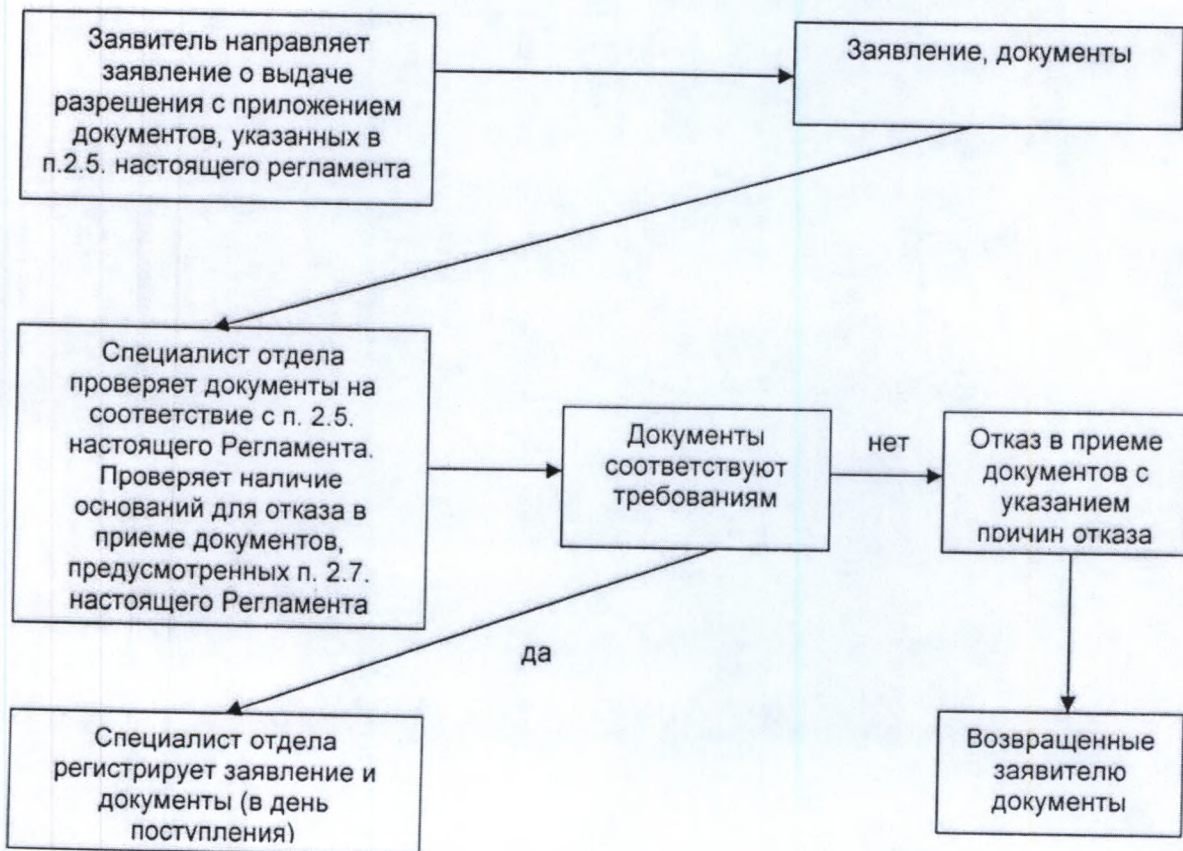 Заявитель направляет
заявление о выдаче
разрешения с приложением
документов, указанных в
п.2.5. настоящего регламента
Заявление, документы
Специалист отдела
проверяет документы на
соответствие с п. 2.5.
настоящего Регламента.
Проверяет наличие
оснований для отказа в
приеме документов,
предусмотренных п. 2.7.
настоящего Регламента
Документы
соответствуют
требованиям
нет
Отказ в приеме
документов с
указанием
причин отказа
да
Специалист отдела
регистрирует заявление и
документы (в день
поступления)
Возвращенные
заявителю
документы